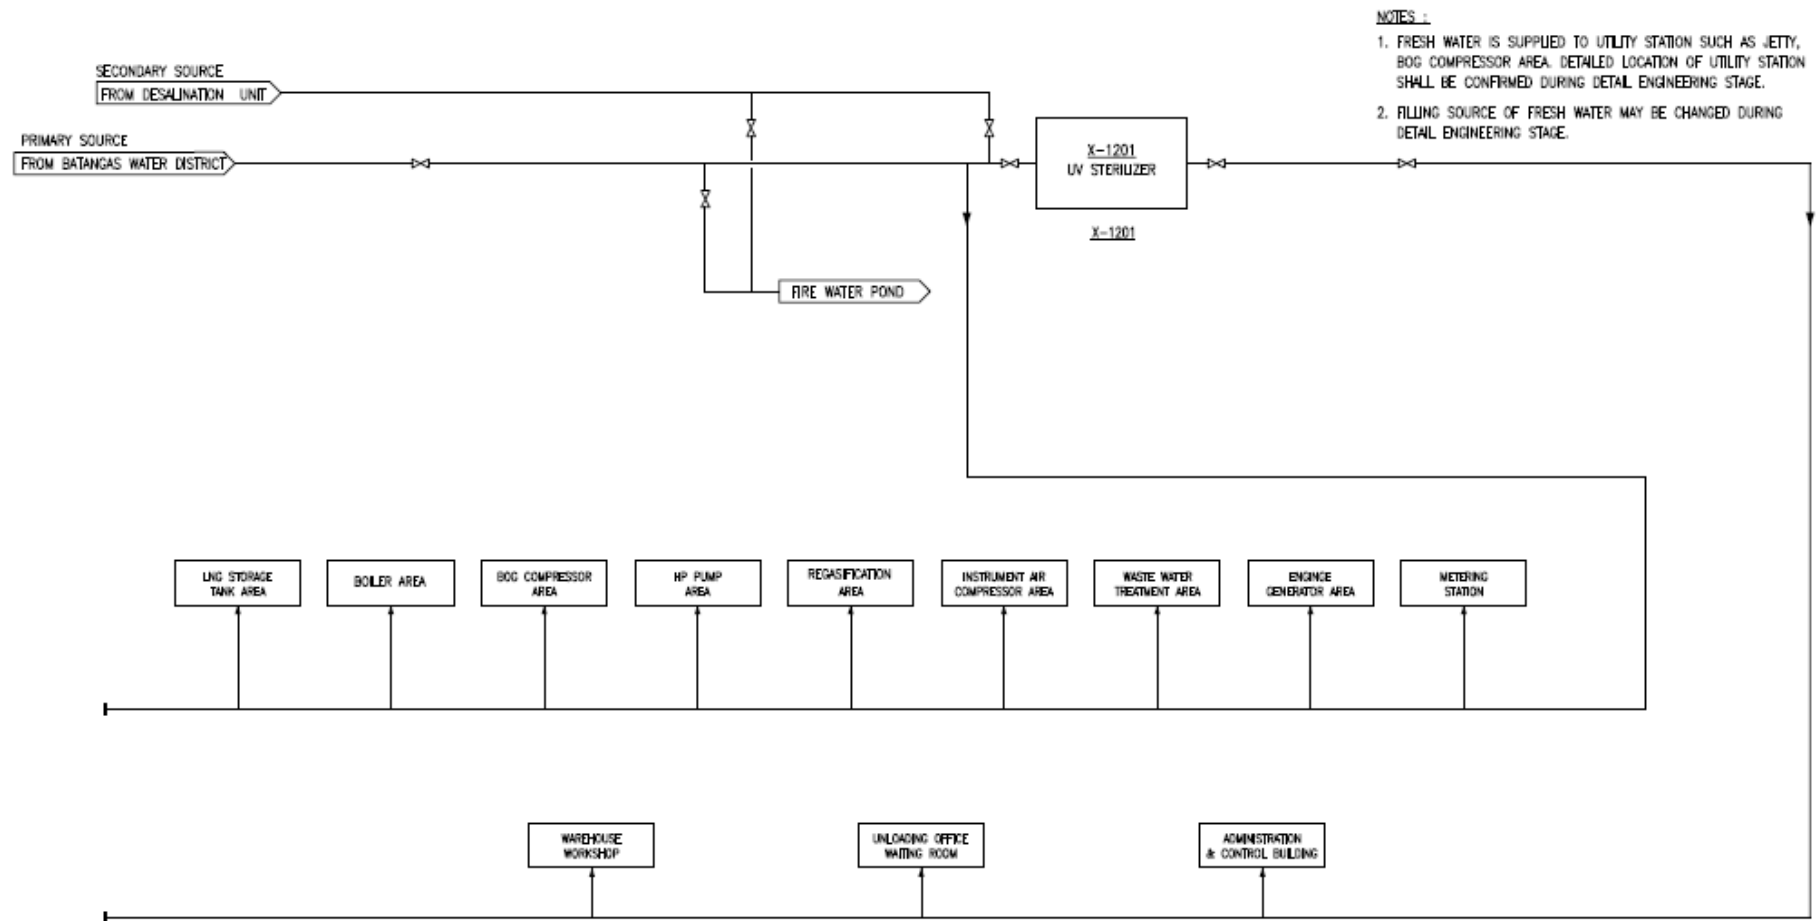 NOTES :
1. FRESH WATER IS SUPPLIED TO UTILITY STATION SUCH AS JETTY,
BOG COMPRESSOR AREA. DETAILED LOCATION OF UTILITY STATION
SHALL BE CONFIRMED DURING DETAIL ENGINEERING STAGE.
2. FILLING SOURCE OF FRESH WATER MAY BE CHANGED DURING
DETAIL ENGINEERING STAGE.
SECONDARY SOURCE
FROM DESALINATION UNIT
PRIMARY SOURCE
FROM BATANGAS WATER DISTRICT
X-1201
UV STERILIZER
X-1201
FIRE WATER POND
LNG STORAGE
TANK AREA
BOILER AREA
BOG COMPRESSOR
AREA
HP PUMP
AREA
REGASIFICATION
AREA
INSTRUMENT AIR
COMPRESSOR AREA
WASTE WATER
TREATMENT AREA
ENGINGE
GENERATOR AREA
METERING
STATION
WAREHOUSE
WORKSHOP
UNLOADING OFFICE
WAITING ROOM
ADMINISTRATION
& CONTROL BUILDING